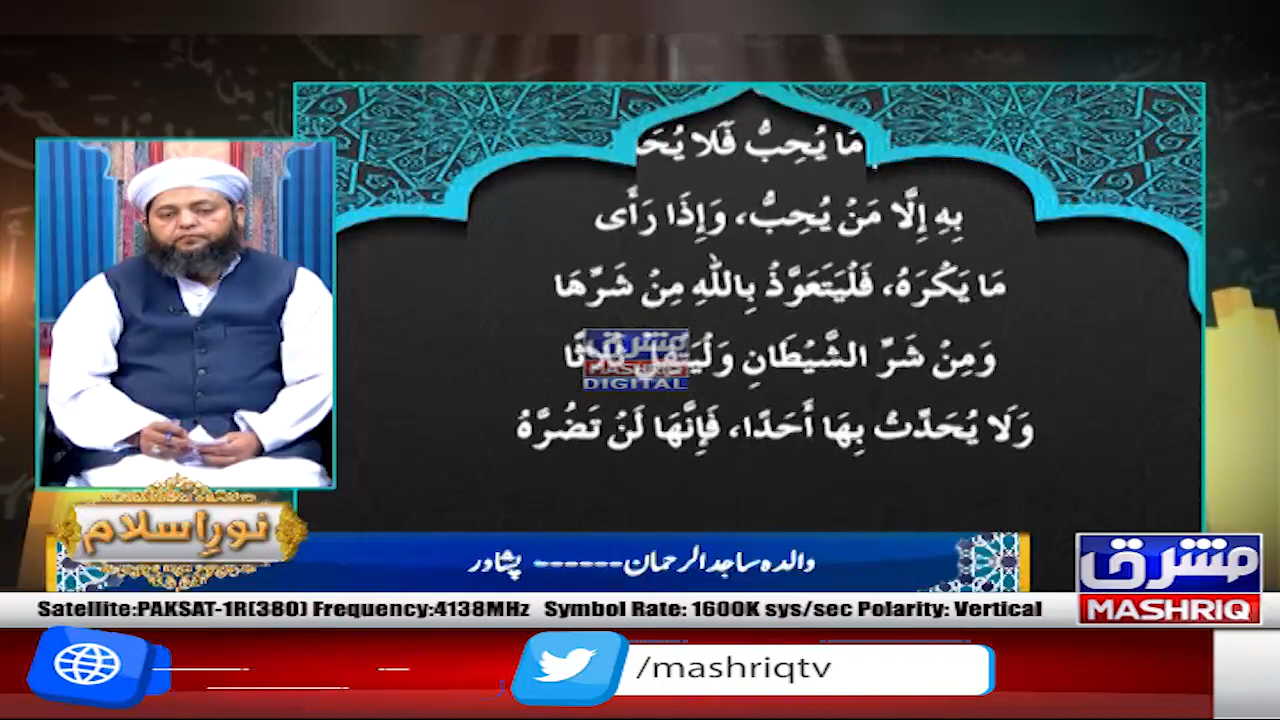 مَا يُحِبُّ فَلَا يُحَ
بِهِ إِلَّا مَنْ يُحِبُّ، وَإِذَا رَأَى
مَا يَكْرَهُ، فَلْيَتَعَوَّذْ بِاللّٰهِ مِنْ شَرِّهَا
وَمِنْ شَرِّ الشَّيْطَانِ وَلْيَتْفُلْ ثَلَاثًا
وَلَا يُحَدِّثْ بِهَا أَحَدًا، فَإِنَّهَا لَنْ تَضُرَّهُ
مشرق
MASHRIQ
DIGITAL
نورِ اسلام
والدہ ساجد الرحمان------ پشاور
مشرق
MASHRIQ
Satellite:PAKSAT-1R(380) Frequency:4138MHz Symbol Rate: 1600K sys/sec Polarity: Vertical
/mashriqtv